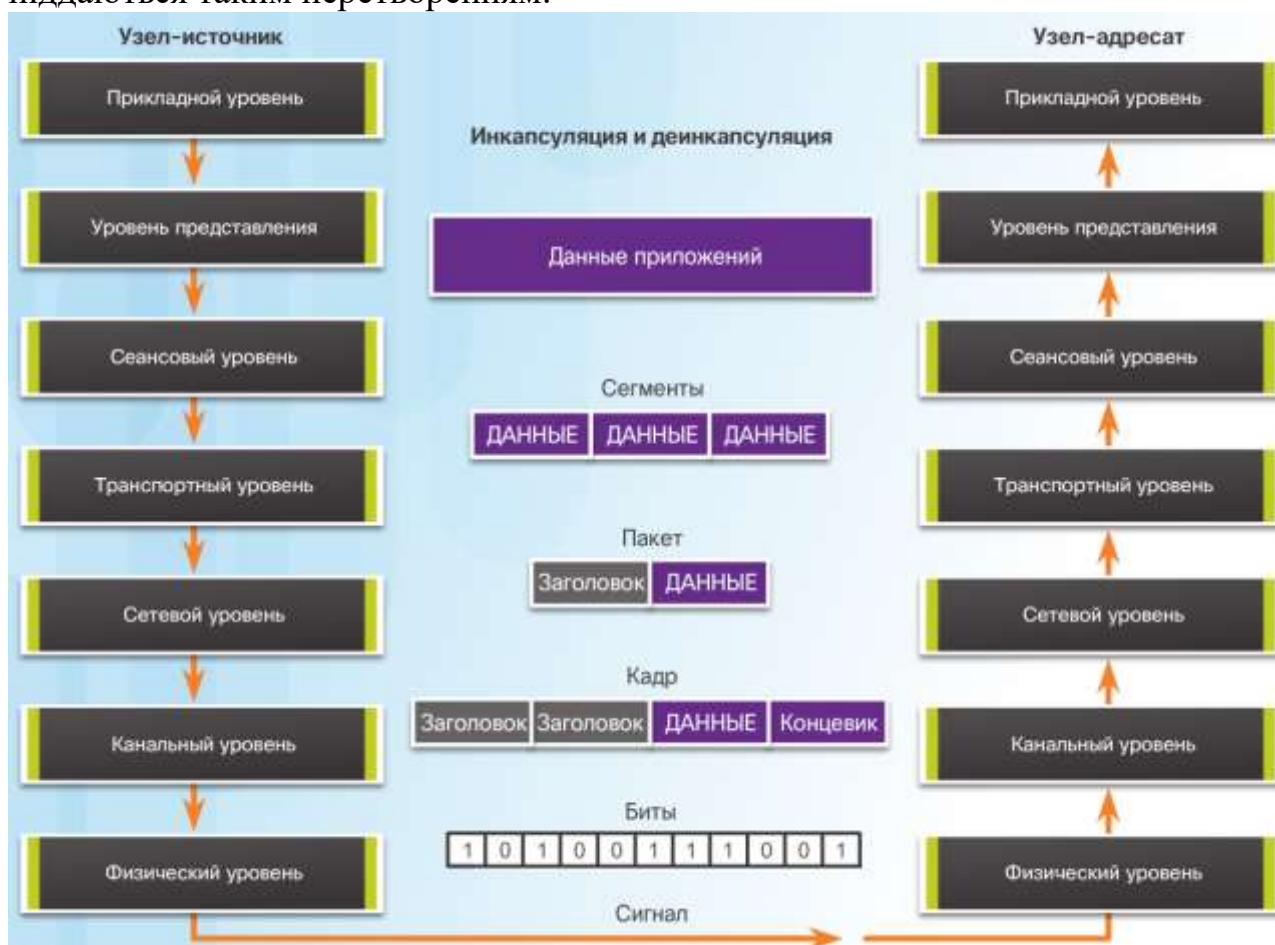 піддаються таким перетворенням:
Узел-источник
Узел-адресат
Прикладной уровень
Прикладной уровень
Инкапсуляция и деинкапсуляция
Уровень представления
Данные приложений
Уровень представления
Сеансовый уровень
Сеансовый уровень
Сегменты
ДАННЫЕ ДАННЫЕ ДАННЫЕ
Транспортный уровень
Транспортный уровень
Пакет
Заголовок ДАННЫЕ
Сетевой уровень
Сетевой уровень
Кадр
Заголовок Заголовок ДАННЫЕ Концевик
Канальный уровень
Канальный уровень
Биты
1 0 1 0 0 1 1 1 0 0 1
Физический уровень
Физический уровень
Сигнал